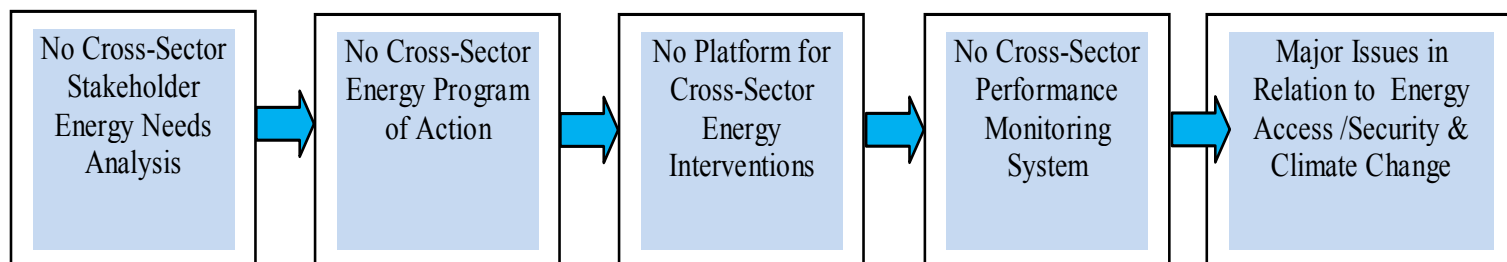 No Cross-Sector
Stakeholder
Energy Needs
Analysis
No Cross-Sector
Energy Program
of Action
No Platform for
Cross-Sector
Energy
Interventions
No Cross-Sector
Performance
Monitoring
System
Major Issues in
Relation to Energy
Access /Security &
Climate Change